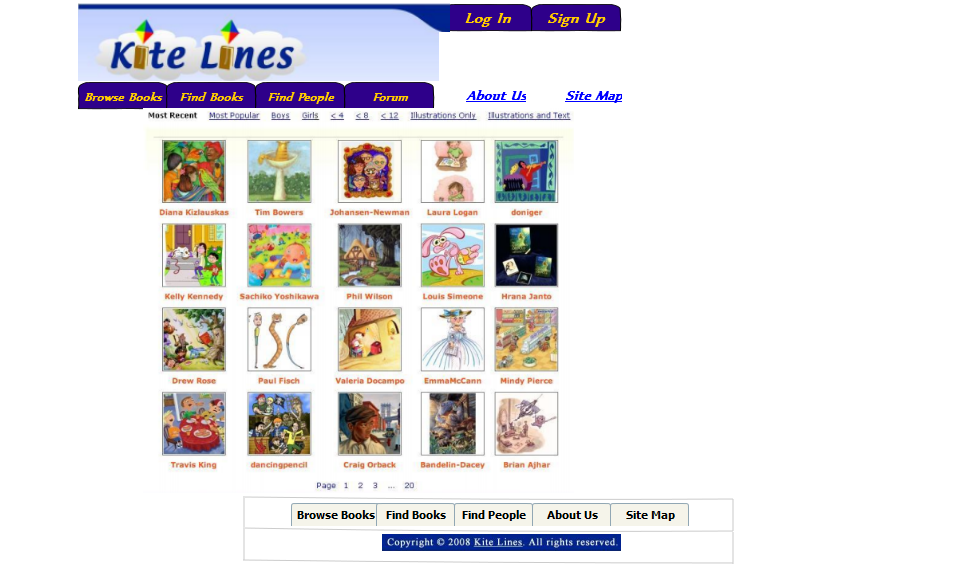 Log In Sign Up
Kite Lines
Browse Books Find Books Find People Forum About Us Site Map
Most Recent Most Popular Boys Girls < 4 < 8 < 12 Illustrations Only Illustrations and Text
Diana Kizlauskas Tim Bowers Johansen-Newman Laura Logan doniger
Kelly Kennedy Sachiko Yoshikawa Phil Wilson Louis Simeone Hrana Janto
Drew Rose Paul Fisch Valeria Docampo EmmaMcCann Mindy Pierce
Travis King dancingpencil Craig Orback Bandelin-Dacey Brian Ajhar
Page 1 2 3 ... 20
Browse Books Find Books Find People About Us Site Map
Copyright © 2008 Kite Lines. All rights reserved.